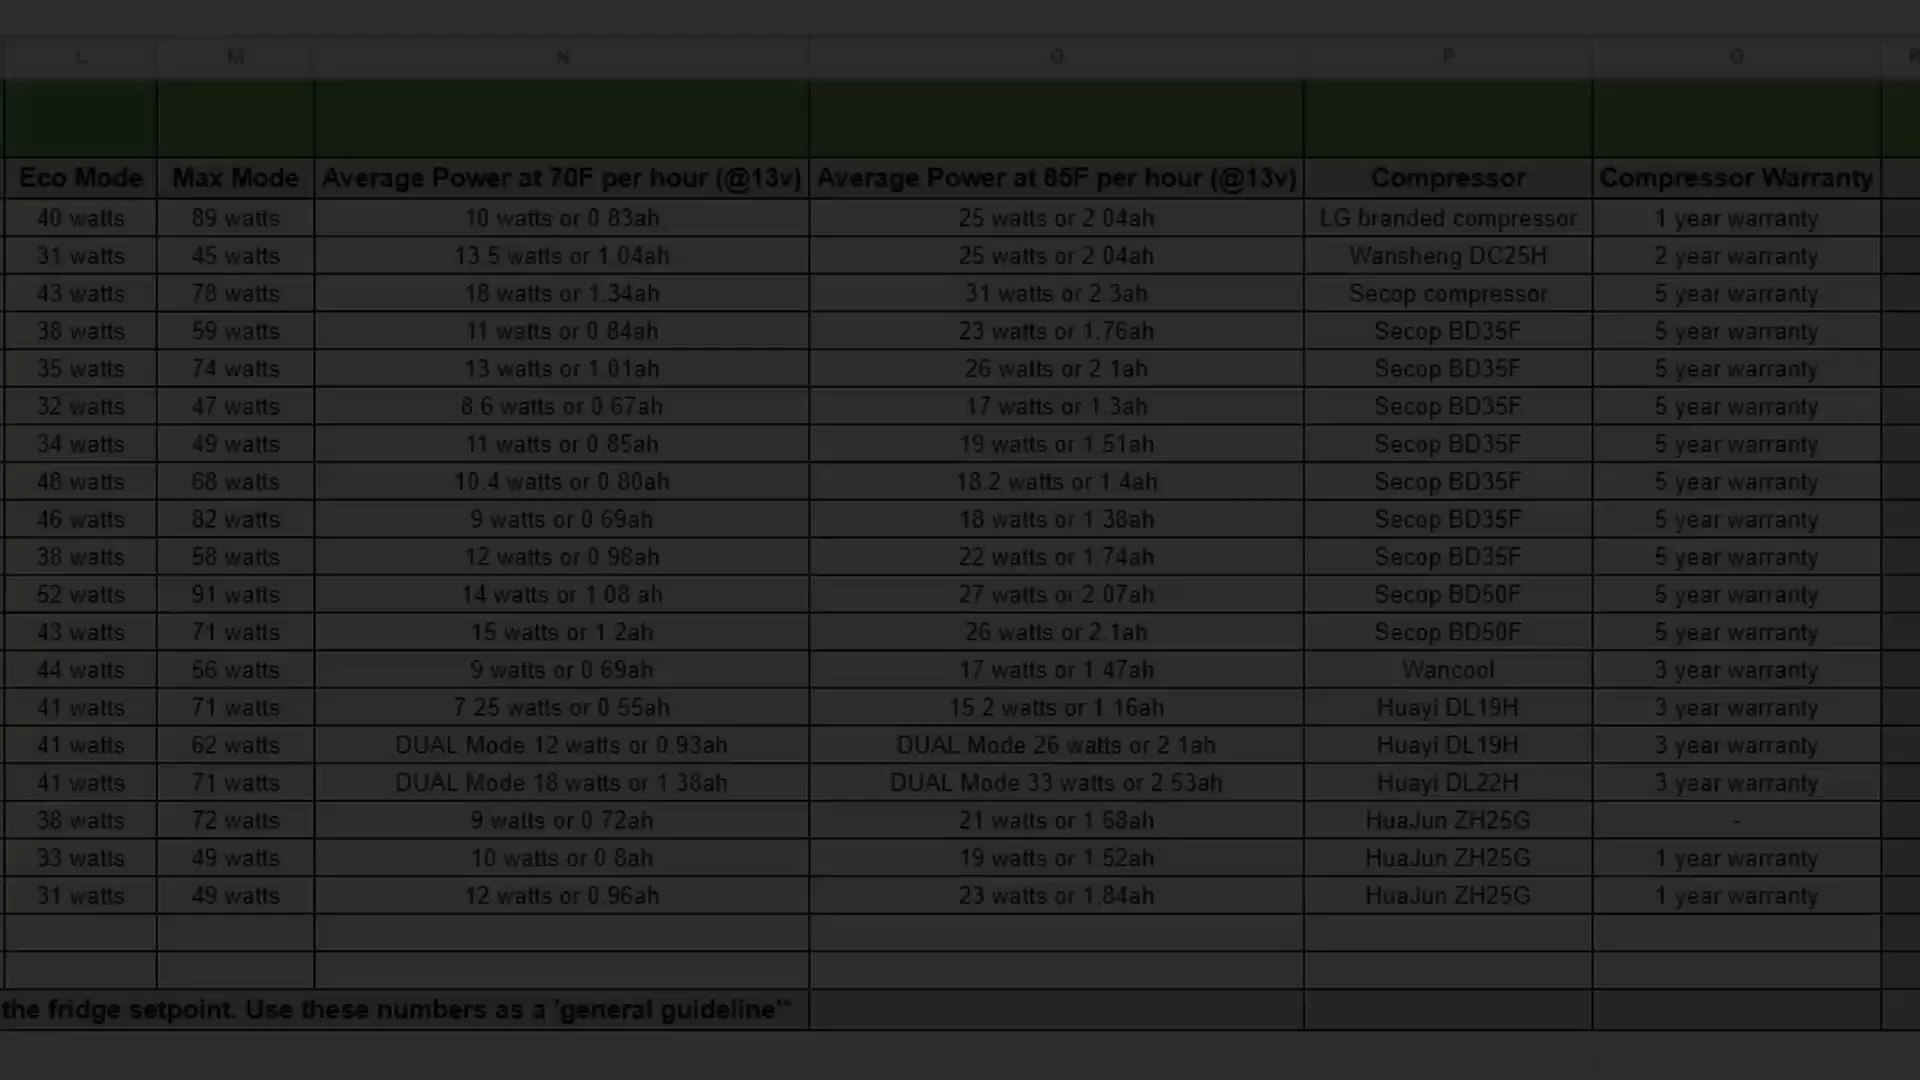 L M N O P Q R
Eco Mode Max Mode Average Power at 70F per hour (@13v) Average Power at 85F per hour (@13v) Compressor Compressor Warranty
40 watts 89 watts 10 watts or 0.83ah 25 watts or 2.04ah LG branded compressor 1 year warranty
31 watts 45 watts 13.5 watts or 1.04ah 25 watts or 2.04ah Wansheng DC25H 2 year warranty
43 watts 78 watts 18 watts or 1.34ah 31 watts or 2.3ah Secop compressor 5 year warranty
38 watts 59 watts 11 watts or 0.84ah 23 watts or 1.76ah Secop BD35F 5 year warranty
35 watts 74 watts 13 watts or 1.01ah 26 watts or 2.1ah Secop BD35F 5 year warranty
32 watts 47 watts 8.6 watts or 0.67ah 17 watts or 1.3ah Secop BD35F 5 year warranty
34 watts 49 watts 11 watts or 0.85ah 19 watts or 1.51ah Secop BD35F 5 year warranty
48 watts 68 watts 10.4 watts or 0.80ah 18.2 watts or 1.4ah Secop BD35F 5 year warranty
46 watts 82 watts 9 watts or 0.69ah 18 watts or 1.38ah Secop BD35F 5 year warranty
38 watts 58 watts 12 watts or 0.98ah 22 watts or 1.74ah Secop BD35F 5 year warranty
52 watts 91 watts 14 watts or 1.08 ah 27 watts or 2.07ah Secop BD50F 5 year warranty
43 watts 71 watts 15 watts or 1.2ah 26 watts or 2.1ah Secop BD50F 5 year warranty
44 watts 56 watts 9 watts or 0.69ah 17 watts or 1.47ah Wancool 3 year warranty
41 watts 71 watts 7.25 watts or 0.55ah 15.2 watts or 1.16ah Huayi DL19H 3 year warranty
41 watts 62 watts DUAL Mode 12 watts or 0.93ah DUAL Mode 26 watts or 2.1ah Huayi DL19H 3 year warranty
41 watts 71 watts DUAL Mode 18 watts or 1.38ah DUAL Mode 33 watts or 2.53ah Huayi DL22H 3 year warranty
38 watts 72 watts 9 watts or 0.72ah 21 watts or 1.68ah HuaJun ZH25G -
33 watts 49 watts 10 watts or 0.8ah 19 watts or 1.52ah HuaJun ZH25G 1 year warranty
31 watts 49 watts 12 watts or 0.96ah 23 watts or 1.84ah HuaJun ZH25G 1 year warranty
the fridge setpoint. Use these numbers as a 'general guideline'"